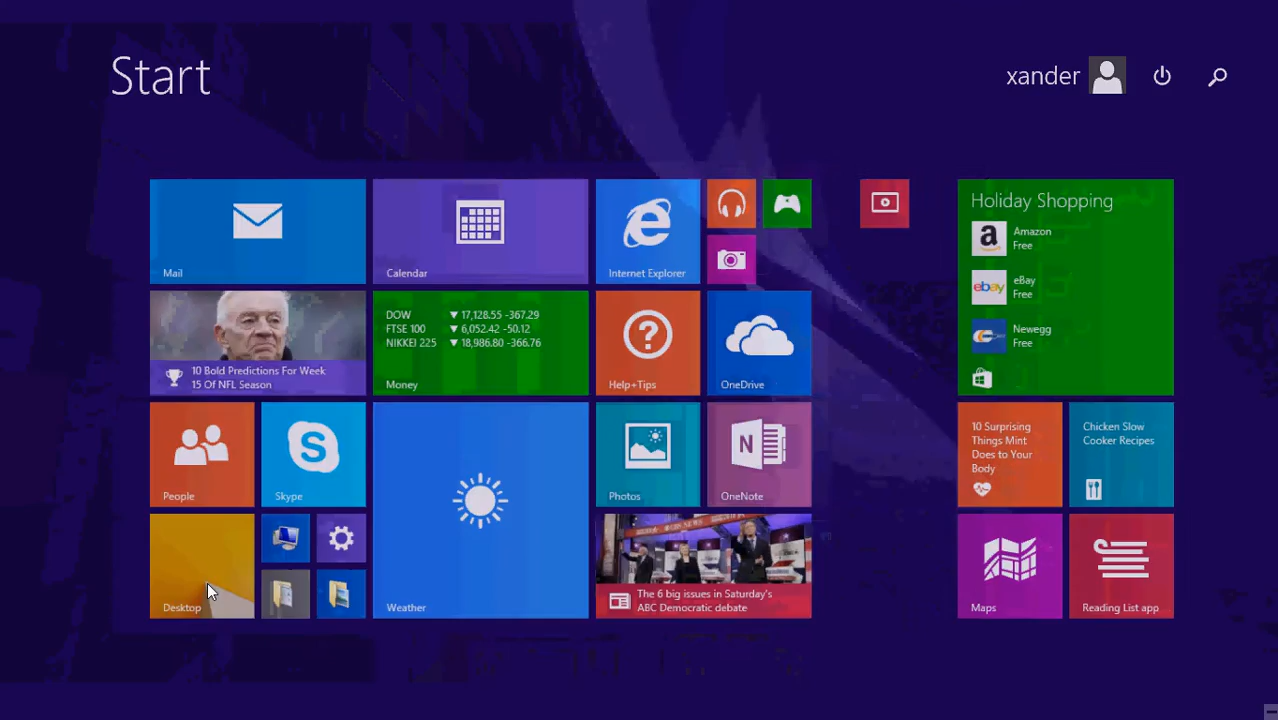 Start
xander
Mail
Calendar
Internet Explorer
Holiday Shopping
a
Amazon
Free
ebay
eBay
Free
Newegg
Free
10 Bold Predictions For Week
15 Of NFL Season
DOW ▼ 17,128.55 -367.29
FTSE 100 ▼ 6,052.42 -50.12
NIKKEI 225 ▼ 18,986.80 -366.76
Money
?
Help+Tips
OneDrive
People
S
Skype
Weather
Photos
N
OneNote
10 Surprising
Things Mint
Does to Your
Body
Chicken Slow
Cooker Recipes
Desktop
The 6 big issues in Saturday's
ABC Democratic debate
Maps
Reading List app